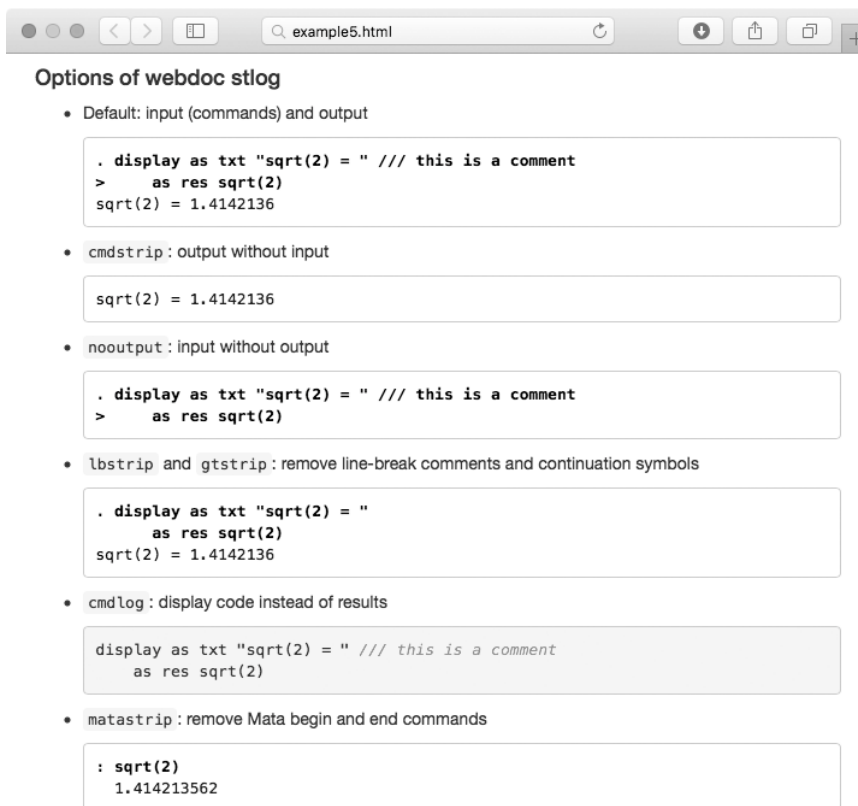 example5.html
Options of webdoc stlog
• Default: input (commands) and output
. display as txt "sqrt(2) = " /// this is a comment
>     as res sqrt(2)
sqrt(2) = 1.4142136
• cmdstrip: output without input
sqrt(2) = 1.4142136
• nooutput: input without output
. display as txt "sqrt(2) = " /// this is a comment
>     as res sqrt(2)
• lbstrip and gtstrip: remove line-break comments and continuation symbols
. display as txt "sqrt(2) = "
      as res sqrt(2)
sqrt(2) = 1.4142136
• cmdlog: display code instead of results
display as txt "sqrt(2) = " /// this is a comment
    as res sqrt(2)
• matastrip: remove Mata begin and end commands
: sqrt(2)
  1.414213562